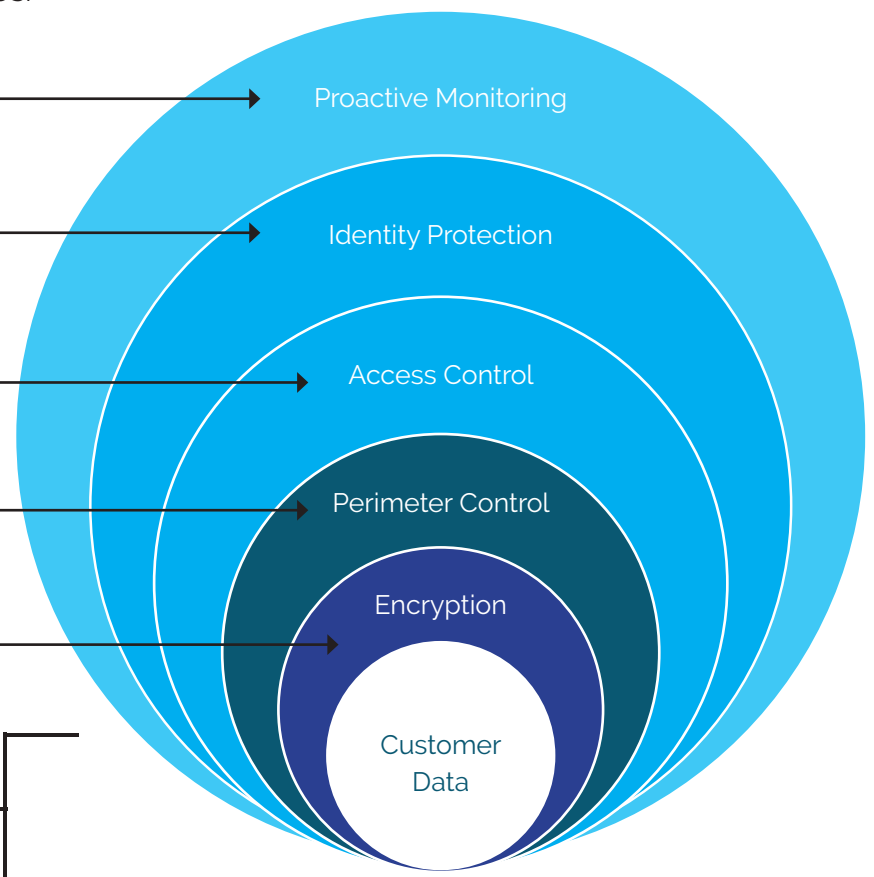 Proactive Monitoring
Identity Protection
Access Control
Perimeter Control
Encryption
Customer
Data